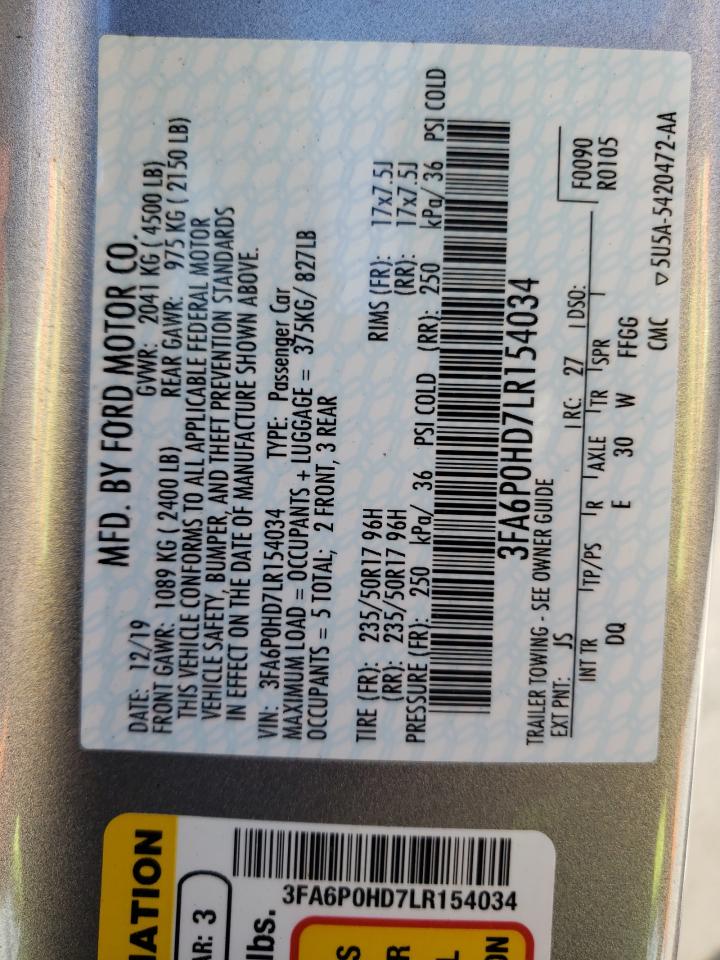 MFD. BY FORD MOTOR CO.
DATE: 12/19 GVWR: 2041 KG ( 4500 LB)
FRONT GAWR: 1089 KG ( 2400 LB) REAR GAWR: 975 KG ( 2150 LB)
THIS VEHICLE CONFORMS TO ALL APPLICABLE FEDERAL MOTOR
VEHICLE SAFETY, BUMPER, AND THEFT PREVENTION STANDARDS
IN EFFECT ON THE DATE OF MANUFACTURE SHOWN ABOVE.
VIN: 3FA6P0HD7LR154034 TYPE: Passenger Car
MAXIMUM LOAD = OCCUPANTS + LUGGAGE = 375KG/ 827LB
OCCUPANTS = 5 TOTAL; 2 FRONT, 3 REAR
TIRE (FR): 235/50R17 96H RIMS (FR): 17x7.5J
(RR): 235/50R17 96H (RR): 17x7.5J
PRESSURE (FR): 250 kPa/ 36 PSI COLD (RR): 250 kPa/ 36 PSI COLD
3FA6P0HD7LR154034
TRAILER TOWING - SEE OWNER GUIDE
EXT PNT: JS RC: 27 DSO: F0090
INT TR TP/PS R AXLE TR SPR R0105
DQ E 30 W FFGG
CMC ▿5U5A-5420472-AA
MATION
AR: 3
lbs.
3FA6P0HD7LR154034
S
R
L
ON